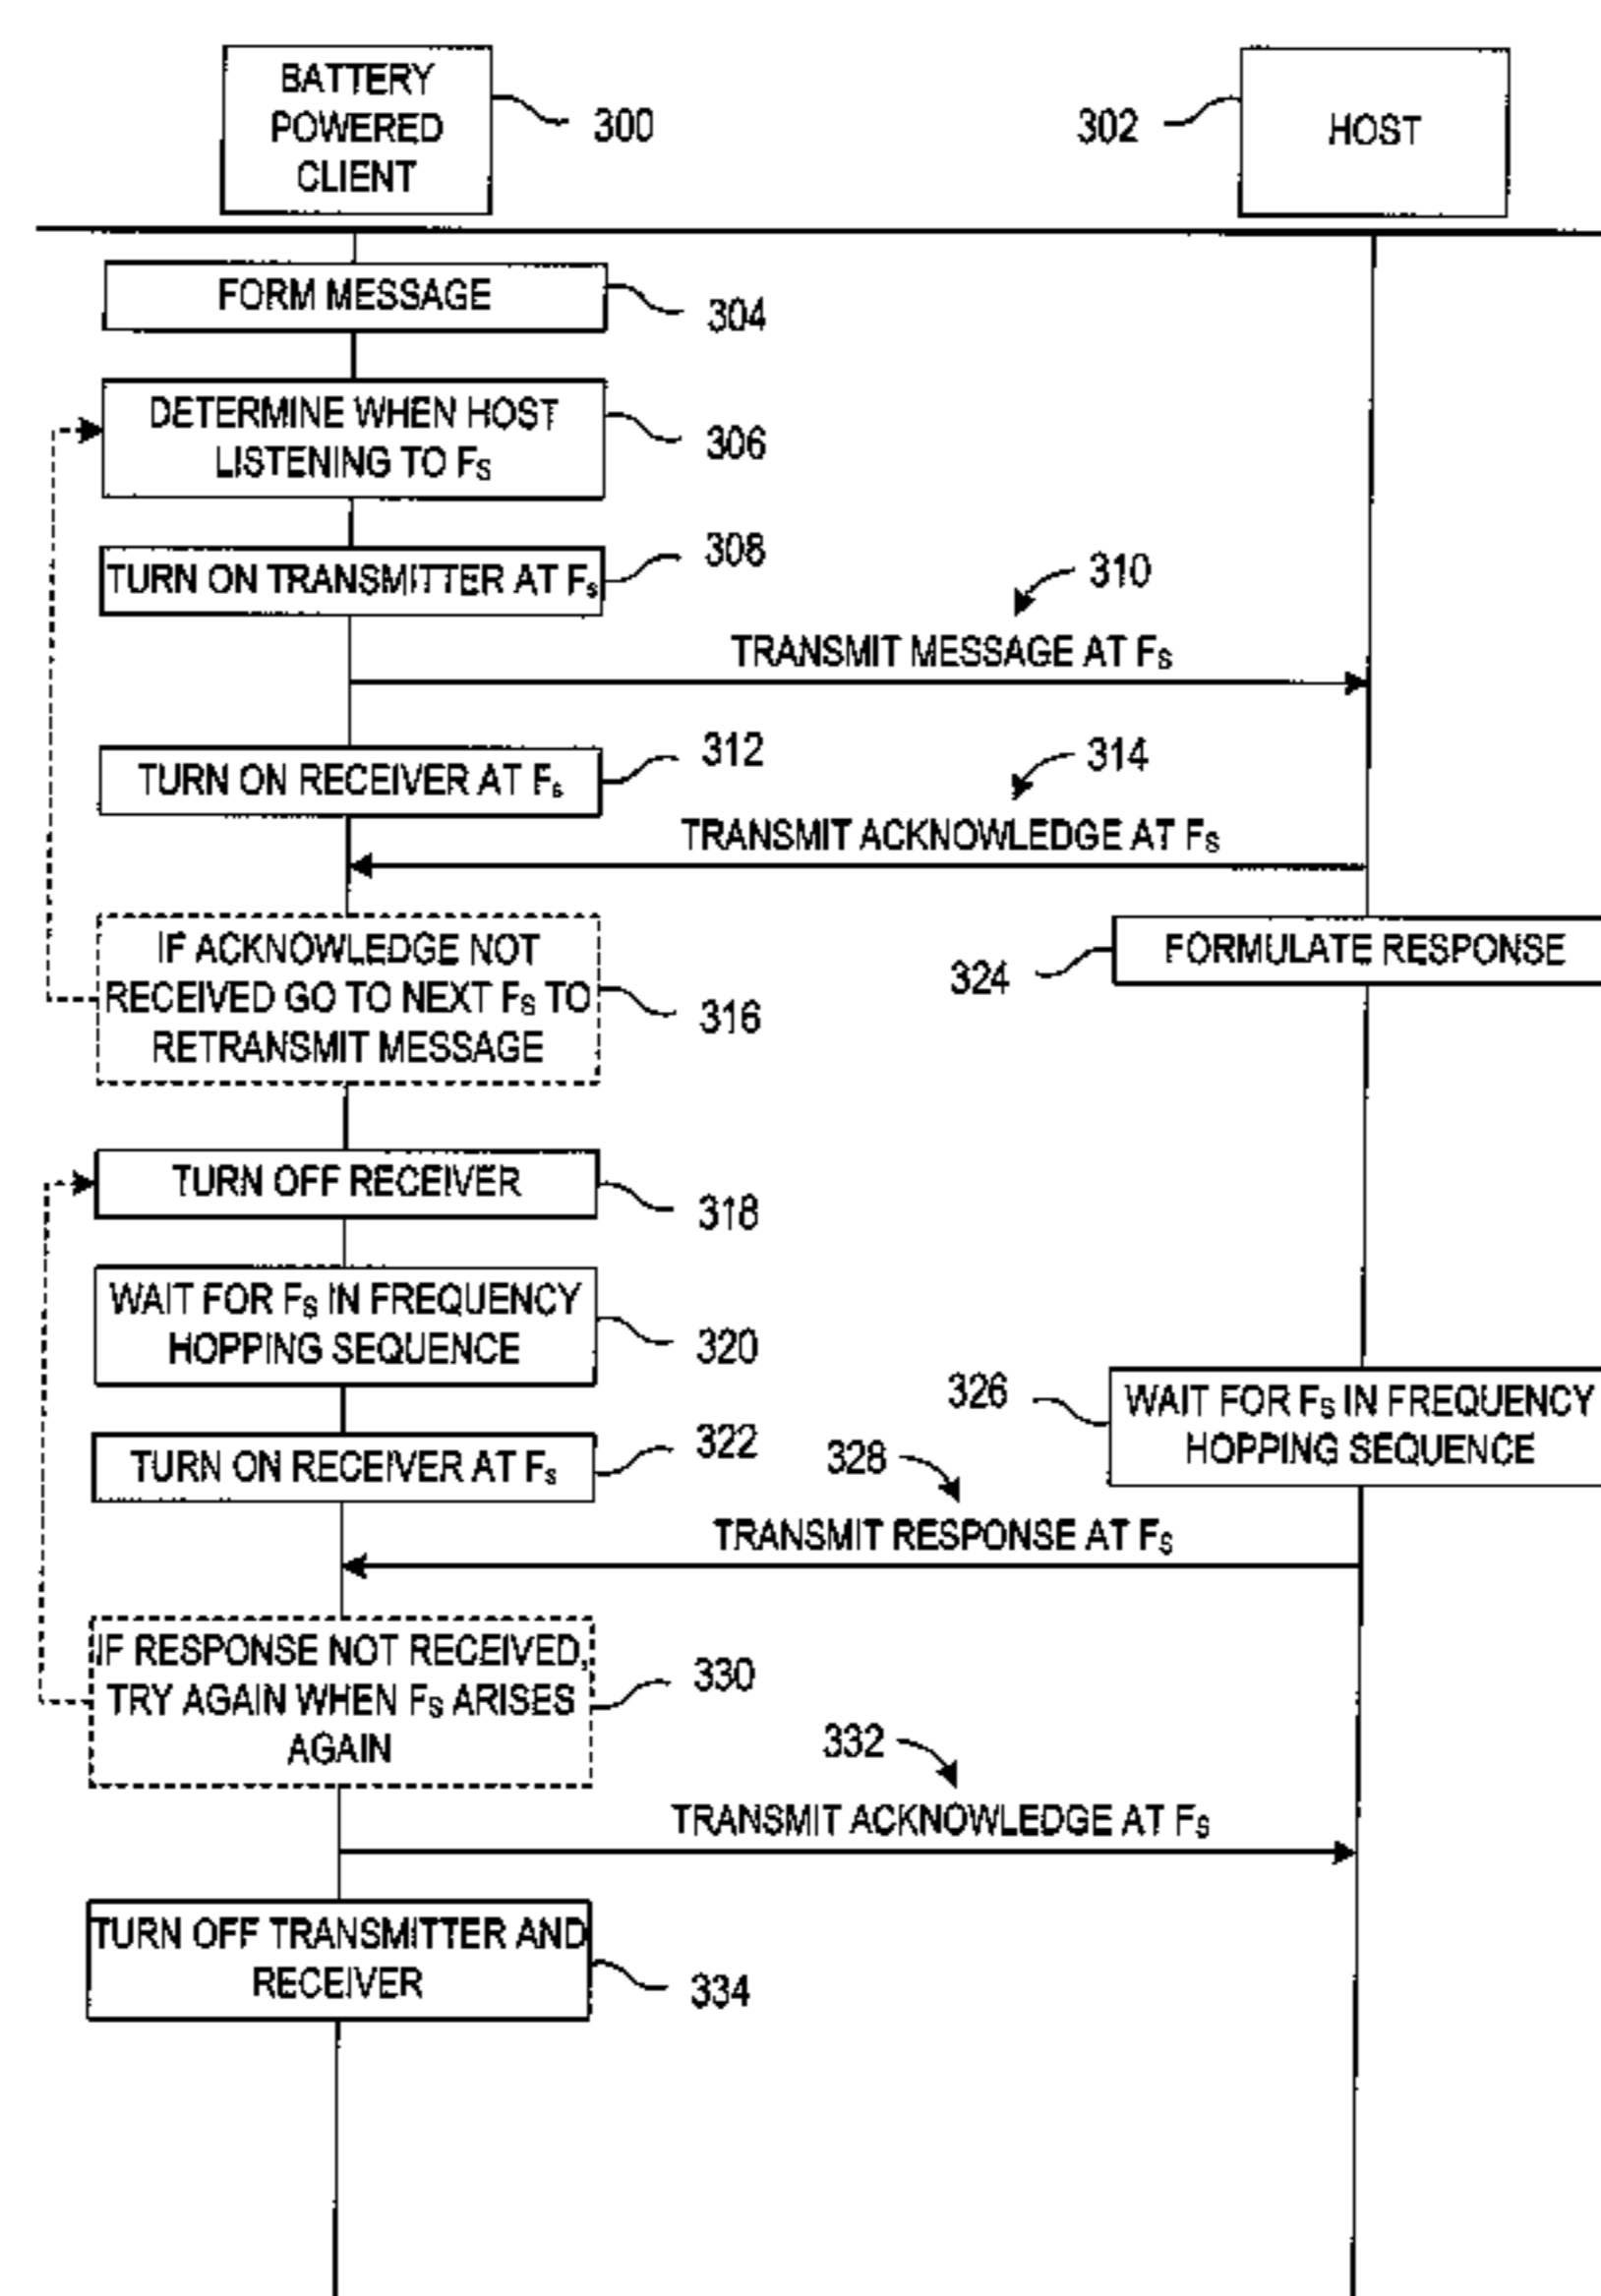 BATTERY
POWERED
CLIENT
300
302
HOST
FORM MESSAGE
304
DETERMINE WHEN HOST
LISTENING TO FS
306
TURN ON TRANSMITTER AT Fs
308
310
TRANSMIT MESSAGE AT FS
TURN ON RECEIVER AT Fs
312
314
TRANSMIT ACKNOWLEDGE AT FS
IF ACKNOWLEDGE NOT
RECEIVED GO TO NEXT FS TO
RETRANSMIT MESSAGE
316
324
FORMULATE RESPONSE
TURN OFF RECEIVER
318
WAIT FOR FS IN FREQUENCY
HOPPING SEQUENCE
320
326
WAIT FOR FS IN FREQUENCY
HOPPING SEQUENCE
TURN ON RECEIVER AT Fs
322
328
TRANSMIT RESPONSE AT FS
IF RESPONSE NOT RECEIVED,
TRY AGAIN WHEN FS ARISES
AGAIN
330
332
TRANSMIT ACKNOWLEDGE AT FS
TURN OFF TRANSMITTER AND
RECEIVER
334